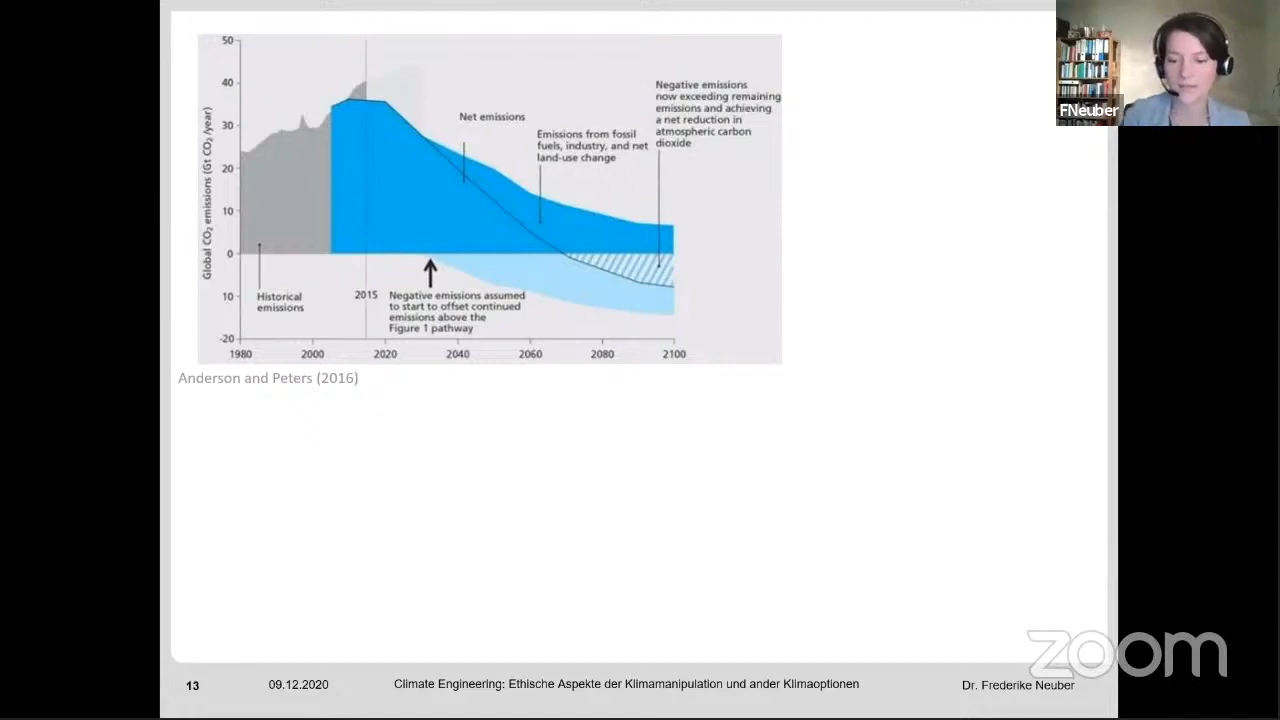 50
40
30
20
10
0
10
-20
Global CO₂ emissions (Gt CO₂ /year)
1980
2000
2020
2040
2060
2080
2100
Historical
emissions
2015
Negative emissions assumed
to start to offset continued
emissions above the
Figure 1 pathway
Net emissions
Emissions from fossil
fuels, industry, and net
land-use change
Negative emissions
now exceeding remaining
emissions and achieving
a net reduction in
atmospheric carbon
dioxide
Anderson and Peters (2016)
FNeuber
zoom
13
09.12.2020
Climate Engineering: Ethische Aspekte der Klimamanipulation und ander Klimaoptionen
Dr. Frederike Neuber